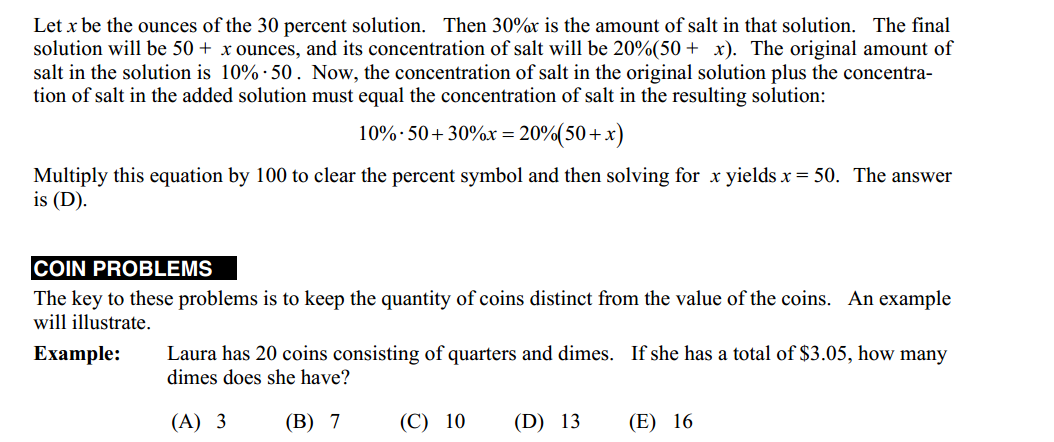 Let x be the ounces of the 30 percent solution. Then 30%x is the amount of salt in that solution. The final
solution will be 50 + x ounces, and its concentration of salt will be 20%(50 + x). The original amount of
salt in the solution is 10% · 50. Now, the concentration of salt in the original solution plus the concentra-
tion of salt in the added solution must equal the concentration of salt in the resulting solution:
10% · 50 + 30%x = 20%(50 + x)
Multiply this equation by 100 to clear the percent symbol and then solving for x yields x = 50. The answer
is (D).
COIN PROBLEMS
The key to these problems is to keep the quantity of coins distinct from the value of the coins. An example
will illustrate.
Example: Laura has 20 coins consisting of quarters and dimes. If she has a total of $3.05, how many
dimes does she have?
(A) 3 (B) 7 (C) 10 (D) 13 (E) 16